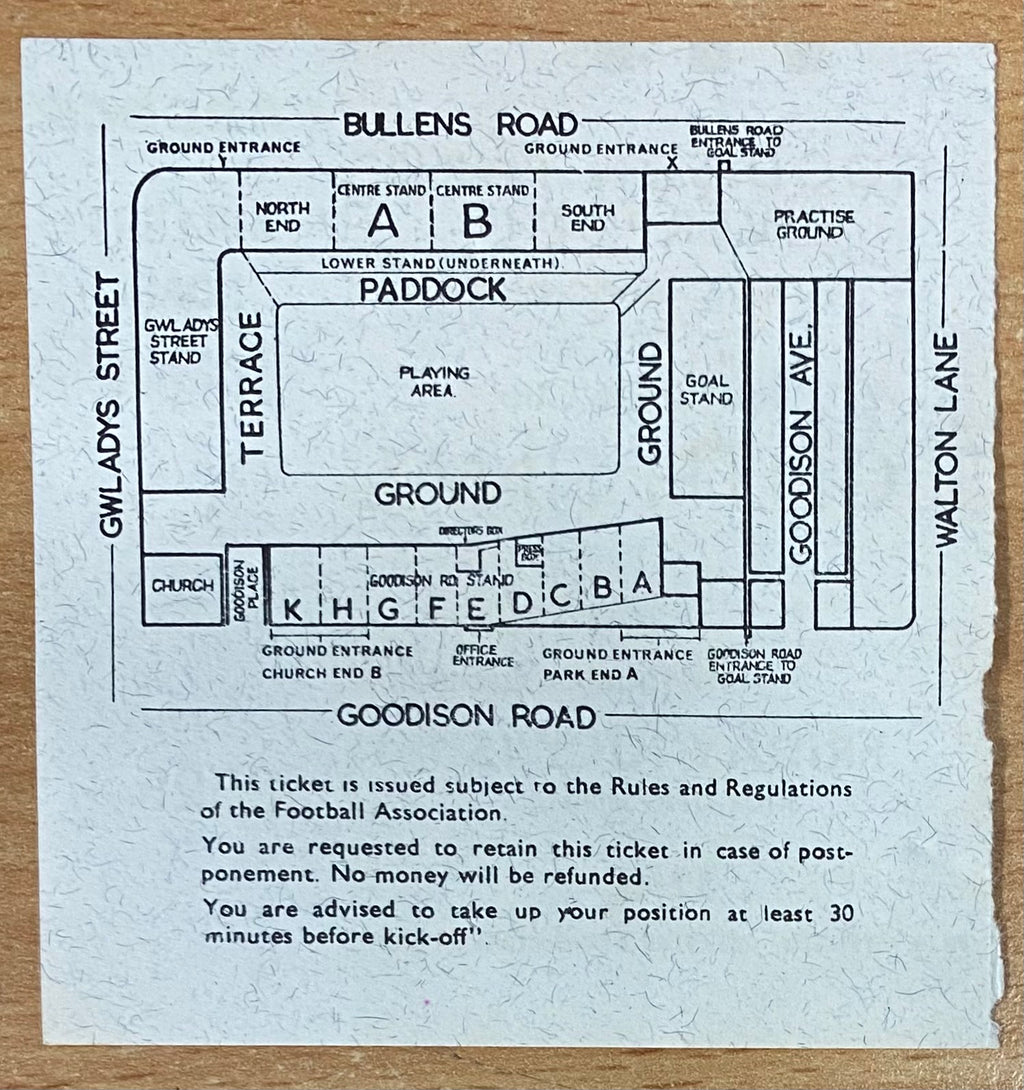 BULLENS ROAD
GROUND ENTRANCE
Y
GROUND ENTRANCE
X
BULLENS ROAD
ENTRANCE TO
GOAL STAND
NORTH
END
CENTRE STAND
A
CENTRE STAND
B
SOUTH
END
PRACTISE
GROUND
LOWER STAND (UNDERNEATH).
PADDOCK
GWLADYS STREET
GWLADYS
STREET
STAND
TERRACE
PLAYING
AREA.
GROUND
GOAL
STAND
GOODISON AVE.
WALTON LANE
GROUND
DIRECTORS BOX
PRESS
BOX
CHURCH
GOODISON
PLACE
GOODISON RD. STAND
K H G F E D C B A
GROUND ENTRANCE
CHURCH END B
OFFICE
ENTRANCE
GROUND ENTRANCE
PARK END A
GOODISON ROAD
ENTRANCE TO
GOAL STAND
GOODISON ROAD
This ticket is issued subject to the Rules and Regulations
of the Football Association.
You are requested to retain this ticket in case of post-
ponement. No money will be refunded.
You are advised to take up your position at least 30
minutes before kick-off".